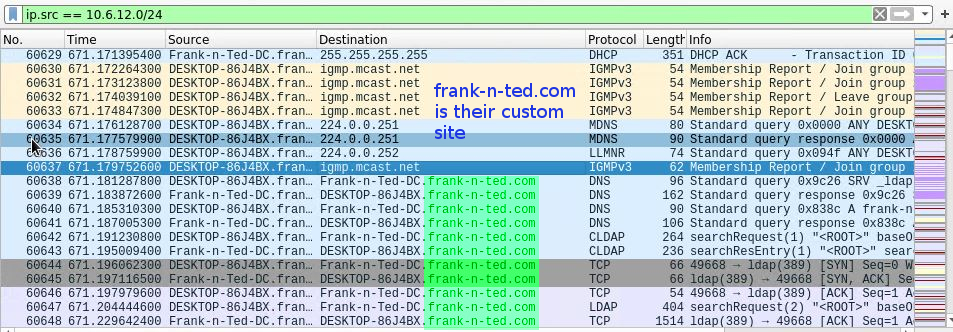 ip.src == 10.6.12.0/24
No. Time Source Destination Protocol Length Info
60629 671.171395400 Frank-n-Ted-DC.fran… 255.255.255.255 DHCP 351 DHCP ACK - Transaction ID
60630 671.172264300 DESKTOP-86J4BX.fran… igmp.mcast.net IGMPv3 54 Membership Report / Join group
60631 671.173123800 DESKTOP-86J4BX.fran… igmp.mcast.net IGMPv3 54 Membership Report / Join group
60632 671.174039100 DESKTOP-86J4BX.fran… igmp.mcast.net IGMPv3 54 Membership Report / Leave group
60633 671.174847300 DESKTOP-86J4BX.fran… igmp.mcast.net IGMPv3 54 Membership Report / Join group
frank-n-ted.com
is their custom
site
60634 671.176128700 DESKTOP-86J4BX.fran… 224.0.0.251 MDNS 80 Standard query 0x0000 ANY DESKT
60635 671.177579900 DESKTOP-86J4BX.fran… 224.0.0.251 MDNS 90 Standard query response 0x0000
60636 671.178759100 DESKTOP-86J4BX.fran… 224.0.0.252 LLMNR 74 Standard query 0x094f ANY DESKT
60637 671.179752600 DESKTOP-86J4BX.fran… igmp.mcast.net IGMPv3 62 Membership Report / Join group
60638 671.181287800 DESKTOP-86J4BX.fran… Frank-n-Ted-DC.frank-n-ted.com DNS 96 Standard query 0x9c26 SRV _ldap
60639 671.183872600 Frank-n-Ted-DC.fran… DESKTOP-86J4BX.frank-n-ted.com DNS 162 Standard query response 0x9c26
60640 671.185310300 DESKTOP-86J4BX.fran… Frank-n-Ted-DC.frank-n-ted.com DNS 90 Standard query 0x838c A frank-n
60641 671.187005200 Frank-n-Ted-DC.fran… DESKTOP-86J4BX.frank-n-ted.com DNS 106 Standard query response 0x838c
60642 671.191230800 DESKTOP-86J4BX.fran… Frank-n-Ted-DC.frank-n-ted.com CLDAP 264 searchRequest(1) "<ROOT>" baseO
60643 671.195009400 Frank-n-Ted-DC.fran… DESKTOP-86J4BX.frank-n-ted.com CLDAP 236 searchResEntry(1) "<ROOT>" sear
60644 671.196062300 DESKTOP-86J4BX.fran… Frank-n-Ted-DC.frank-n-ted.com TCP 66 49668 → ldap(389) [SYN] Seq=0 W
60645 671.197116500 Frank-n-Ted-DC.fran… DESKTOP-86J4BX.frank-n-ted.com TCP 66 ldap(389) → 49668 [SYN, ACK] Se
60646 671.197979600 DESKTOP-86J4BX.fran… Frank-n-Ted-DC.frank-n-ted.com TCP 54 49668 → ldap(389) [ACK] Seq=1 A
60647 671.204444600 DESKTOP-86J4BX.fran… Frank-n-Ted-DC.frank-n-ted.com LDAP 404 searchRequest(2) "<ROOT>" baseO
60648 671.229642400 Frank-n-Ted-DC.fran… DESKTOP-86J4BX.frank-n-ted.com TCP 1514 ldap(389) → 49668 [ACK] Seq=1 A